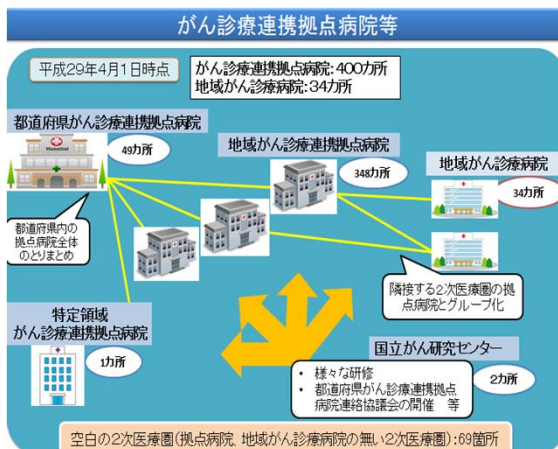 がん診療連携拠点病院等
平成29年4月1日時点
がん診療連携拠点病院:400カ所
地域がん診療病院:34カ所
都道府県がん診療連携拠点病院
49カ所
Hospital
地域がん診療連携拠点病院
348カ所
地域がん診療病院
34カ所
都道府県内の
拠点病院全体
のとりまとめ
隣接する2次医療圏の拠
点病院とグループ化
特定領域
がん診療連携拠点病院
1カ所
国立がん研究センター
2カ所
• 様々な研修
• 都道府県がん診療連携拠点
病院連絡協議会の開催 等
空白の2次医療圏(拠点病院、地域がん診療病院の無い2次医療圏):69箇所